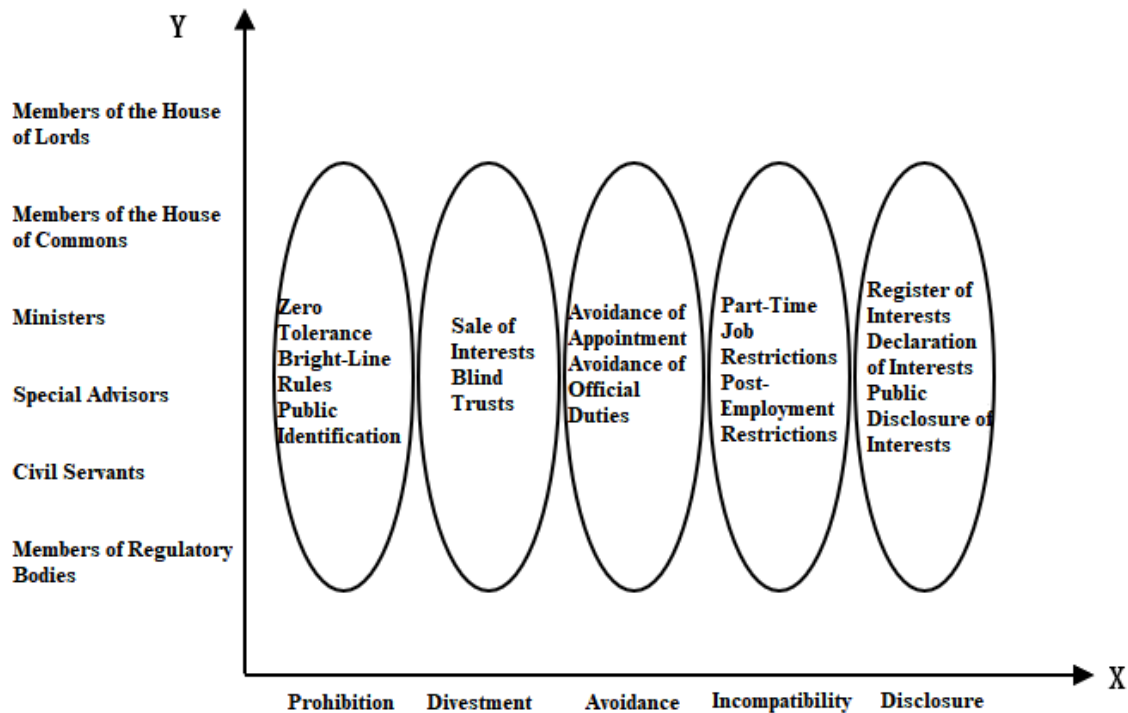 Y
Members of the House
of Lords
Members of the House
of Commons
Ministers
Special Advisors
Civil Servants
Members of Regulatory
Bodies
Zero
Tolerance
Bright-Line
Rules
Public
Identification
Sale of
Interests
Blind
Trusts
Avoidance of
Appointment
Avoidance of
Official
Duties
Part-Time
Job
Restrictions
Post-
Employment
Restrictions
Register of
Interests
Declaration
of Interests
Public
Disclosure of
Interests
X
Prohibition
Divestment
Avoidance
Incompatibility
Disclosure